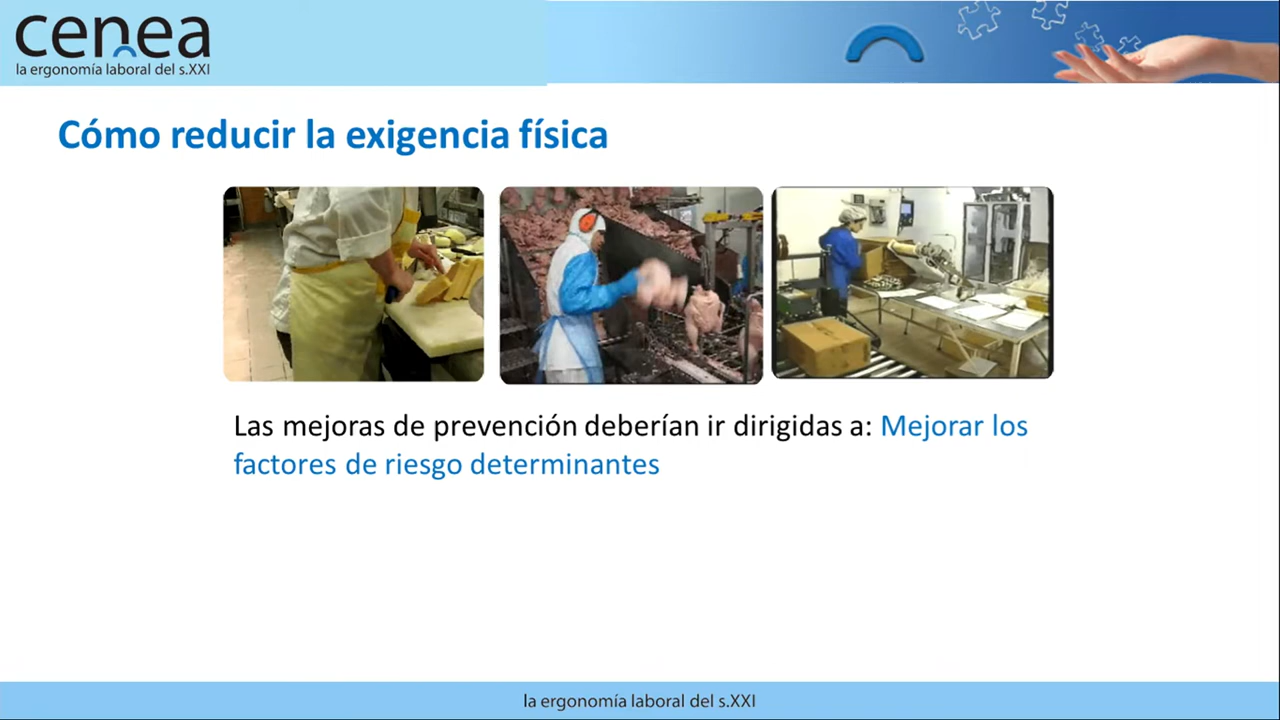 cenea
la ergonomía laboral del s.XXI
Cómo reducir la exigencia física
Las mejoras de prevención deberían ir dirigidas a: Mejorar los
factores de riesgo determinantes
la ergonomía laboral del s.XXI